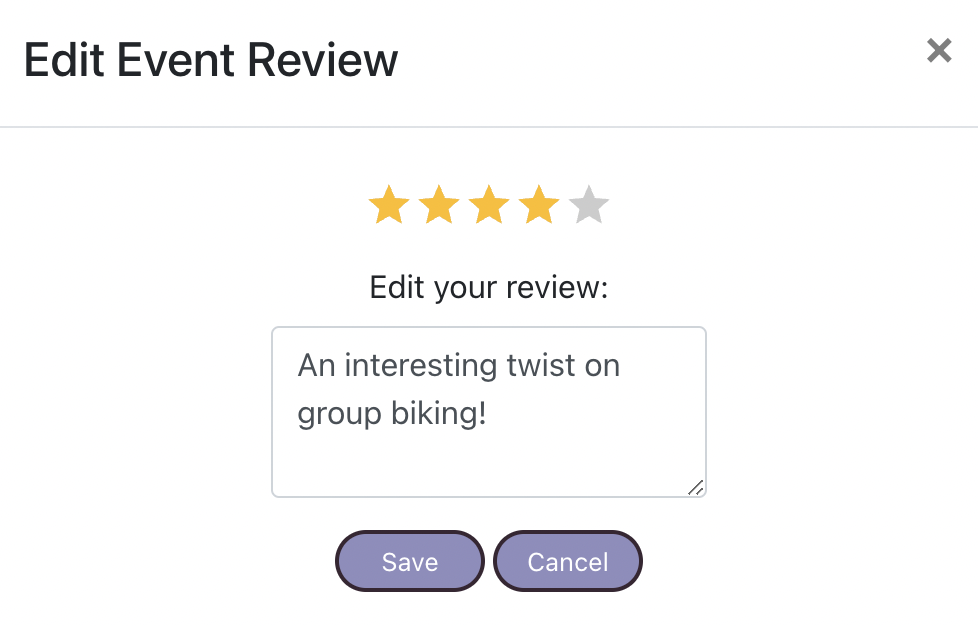 Edit Event Review
Edit your review:
An interesting twist on
group biking!
Save
Cancel